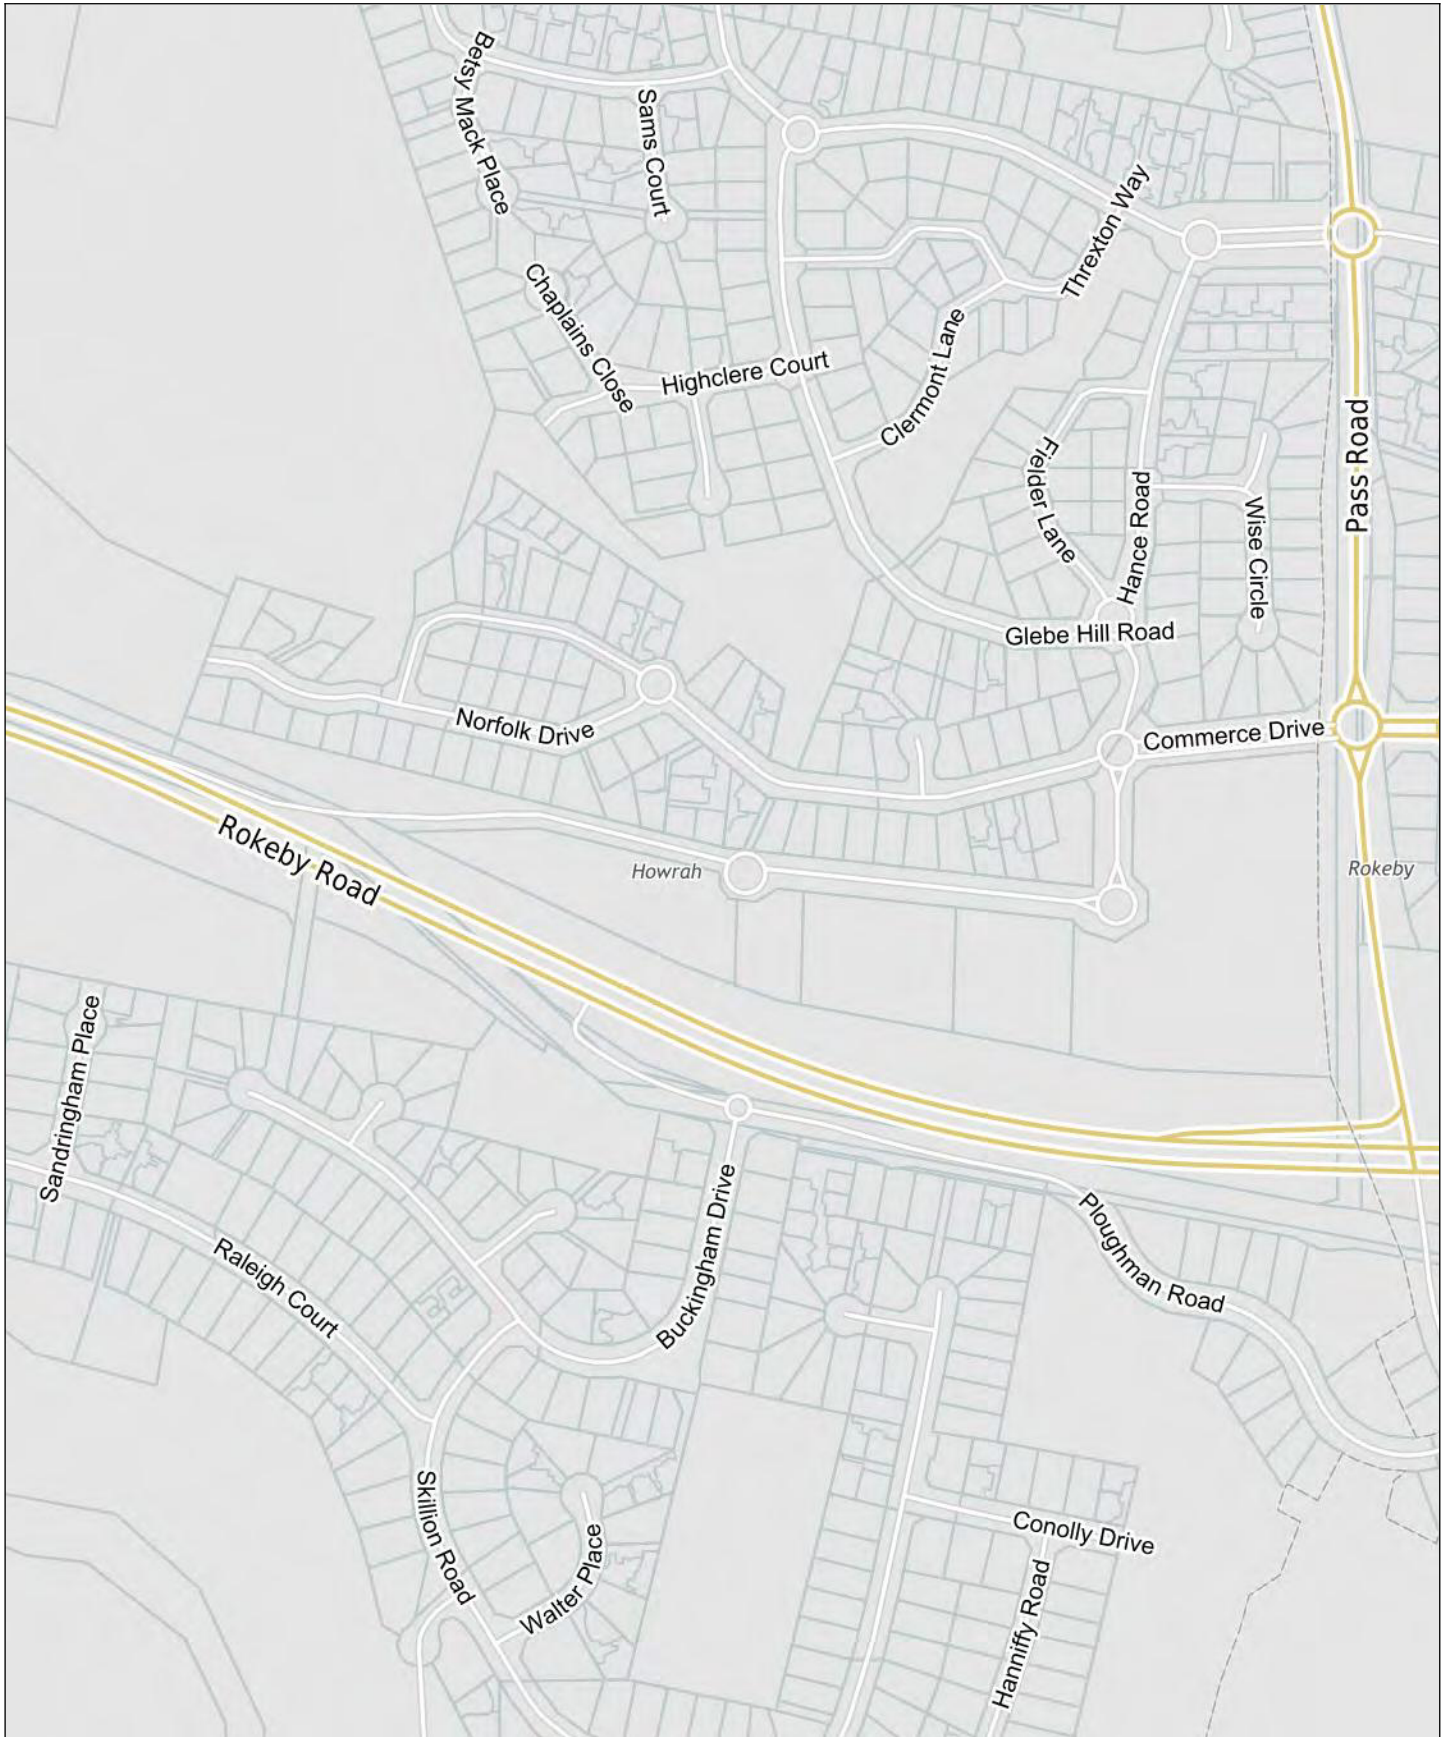 Betsy Mack Place
Sams Court
Threxton Way
Chaplains Close
Highclere Court
Clermont Lane
Fielder Lane
Hance Road
Wise Circle
Pass Road
Glebe Hill Road
Norfolk Drive
Commerce Drive
Rokeby Road
Howrah
Rokeby
Sandringham Place
Buckingham Drive
Ploughman Road
Raleigh Court
Skillion Road
Walter Place
Conolly Drive
Hanniffy Road